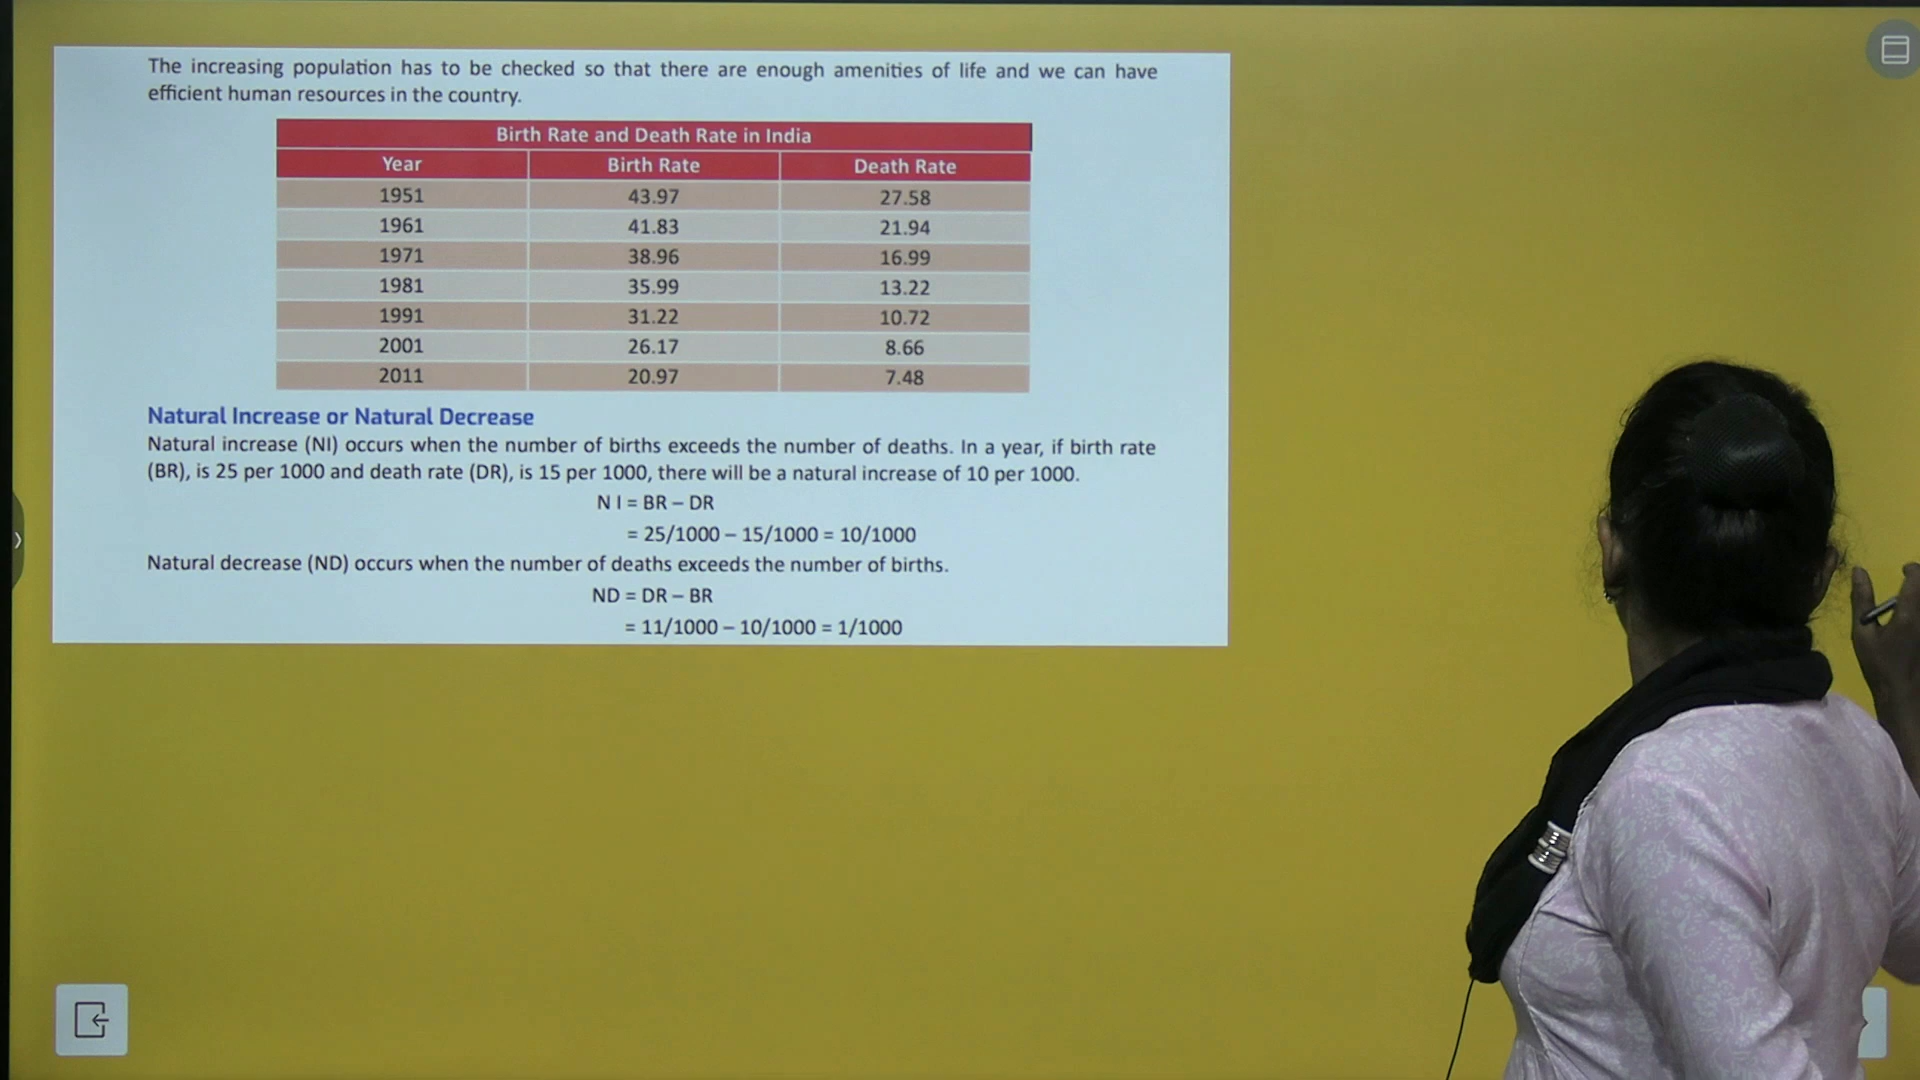 The increasing population has to be checked so that there are enough amenities of life and we can have
efficient human resources in the country.
Birth Rate and Death Rate in India
Year Birth Rate Death Rate
1951 43.97 27.58
1961 41.83 21.94
1971 38.96 16.99
1981 35.99 13.22
1991 31.22 10.72
2001 26.17 8.66
2011 20.97 7.48
Natural Increase or Natural Decrease
Natural increase (NI) occurs when the number of births exceeds the number of deaths. In a year, if birth rate
(BR), is 25 per 1000 and death rate (DR), is 15 per 1000, there will be a natural increase of 10 per 1000.
N I = BR – DR
= 25/1000 – 15/1000 = 10/1000
Natural decrease (ND) occurs when the number of deaths exceeds the number of births.
ND = DR – BR
= 11/1000 – 10/1000 = 1/1000